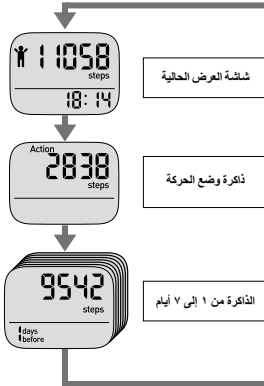 11058
steps
18:14
شاشة العرض الحالية
Action
2838
steps
ذاكرة وضع الحركة
9542
steps
1 days
1 before
الذاكرة من ١ إلى ٧ أيام